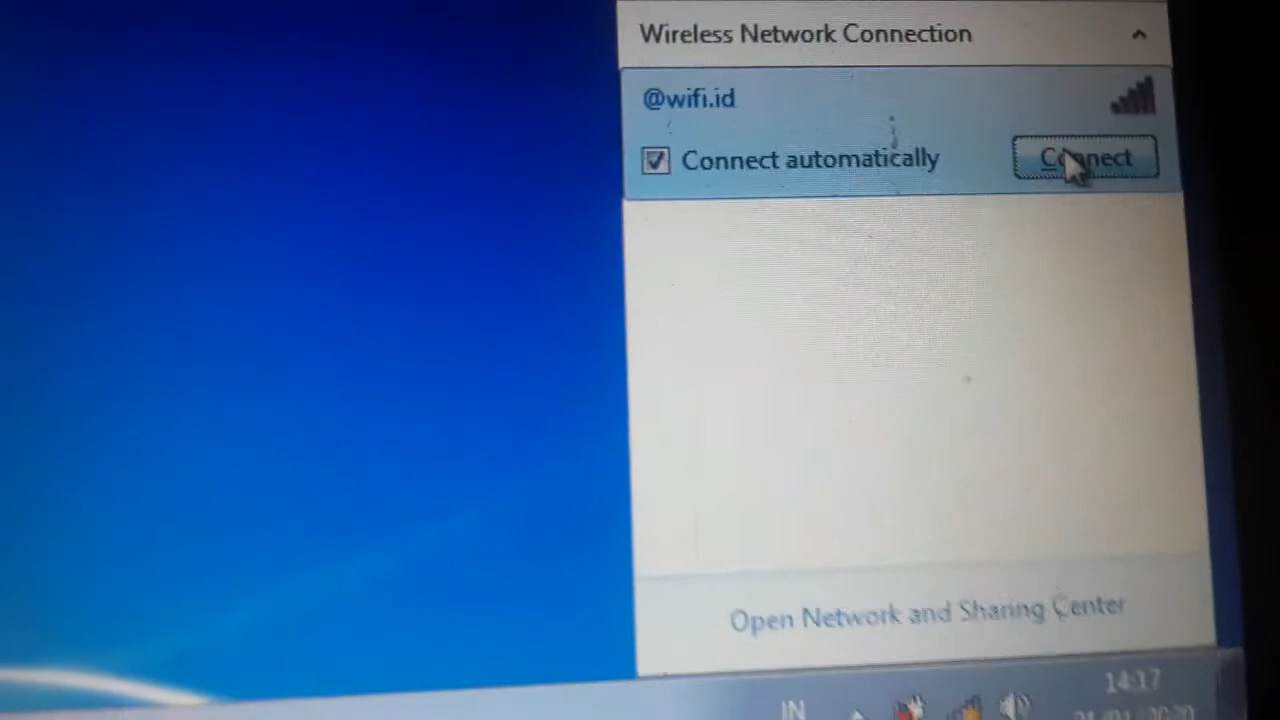 Wireless Network Connection
@wifi.id
Connect automatically
Connect
Open Network and Sharing Center
IN
14:17